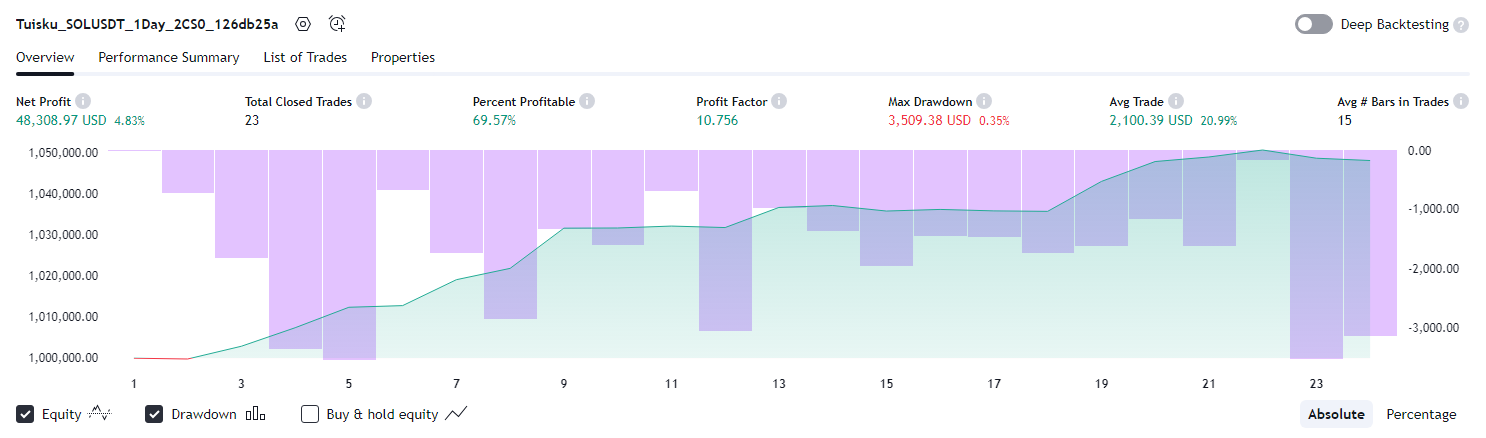 Tuisku_SOLUSDT_1Day_2CS0_126db25a
Deep Backtesting ?
Overview Performance Summary List of Trades Properties
Net Profit Total Closed Trades Percent Profitable Profit Factor Max Drawdown Avg Trade Avg # Bars in Trades
48,308.97 USD 4.83% 23 69.57% 10.756 3,509.38 USD 0.35% 2,100.39 USD 20.99% 15
1,050,000.00 0.00
1,040,000.00 -1,000.00
1,030,000.00
1,020,000.00 -2,000.00
1,010,000.00 -3,000.00
1,000,000.00
1 3 5 7 9 11 13 15 17 19 21 23
Equity Drawdown Buy & hold equity Absolute Percentage